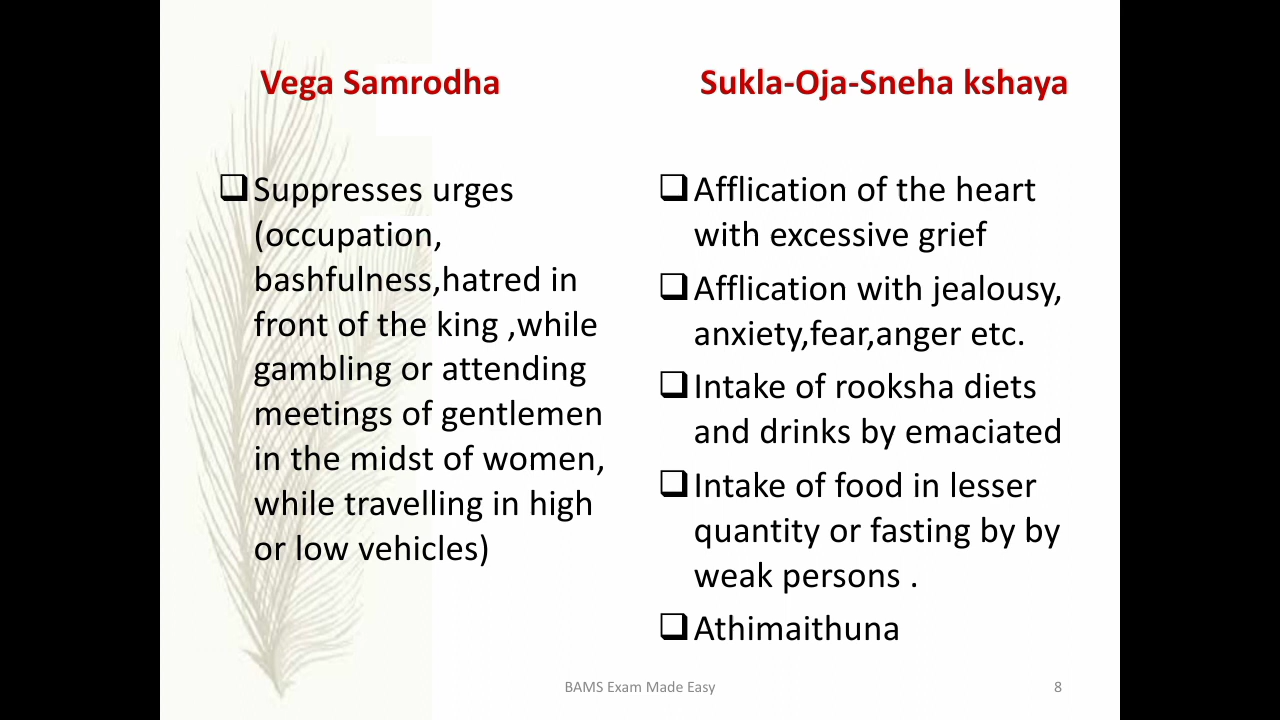 Vega Samrodha
Suppresses urges
(occupation,
bashfulness,hatred in
front of the king ,while
gambling or attending
meetings of gentlemen
in the midst of women,
while travelling in high
or low vehicles)
Sukla-Oja-Sneha kshaya
Afflication of the heart
with excessive grief
Afflication with jealousy,
anxiety,fear,anger etc.
Intake of rooksha diets
and drinks by emaciated
Intake of food in lesser
quantity or fasting by by
weak persons .
Athimaithuna
BAMS Exam Made Easy
8